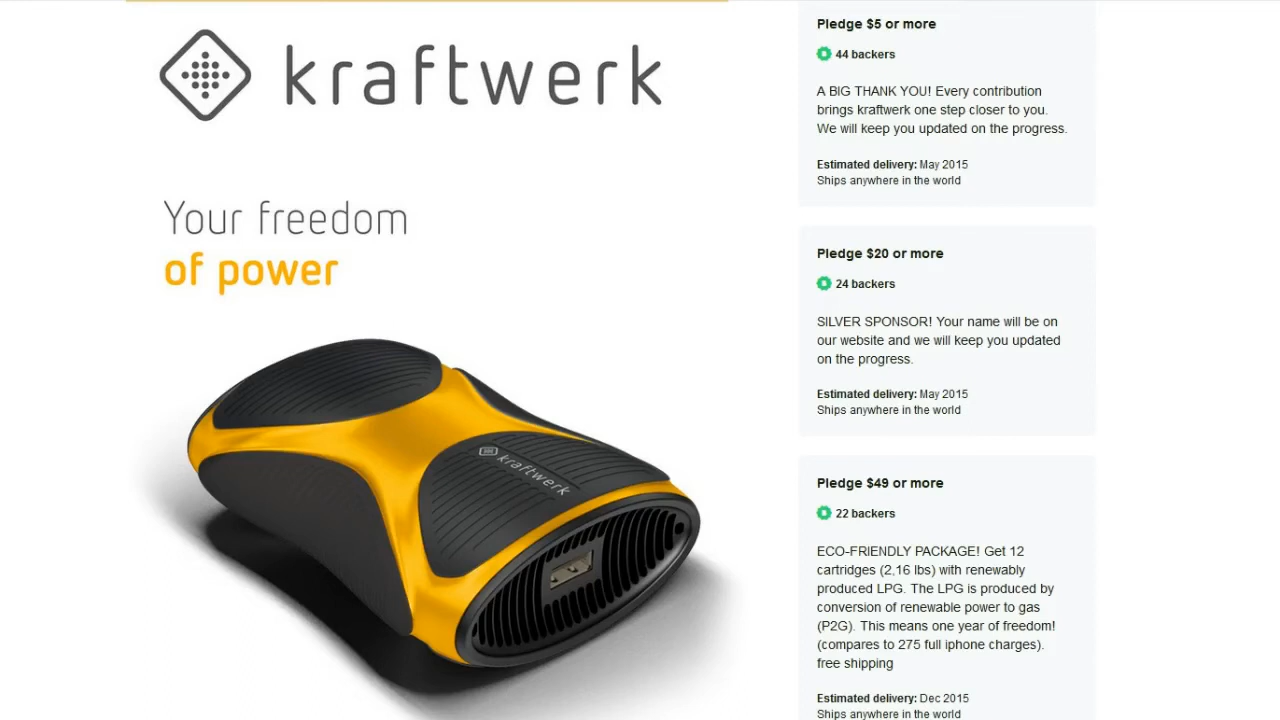 kraftwerk
Your freedom
of power
kraftwerk
Pledge $5 or more
44 backers
A BIG THANK YOU! Every contribution
brings kraftwerk one step closer to you.
We will keep you updated on the progress.
Estimated delivery: May 2015
Ships anywhere in the world
Pledge $20 or more
24 backers
SILVER SPONSOR! Your name will be on
our website and we will keep you updated
on the progress.
Estimated delivery: May 2015
Ships anywhere in the world
Pledge $49 or more
22 backers
ECO-FRIENDLY PACKAGE! Get 12
cartridges (2,16 lbs) with renewably
produced LPG. The LPG is produced by
conversion of renewable power to gas
(P2G). This means one year of freedom!
(compares to 275 full iphone charges).
free shipping
Estimated delivery: Dec 2015
Ships anywhere in the world